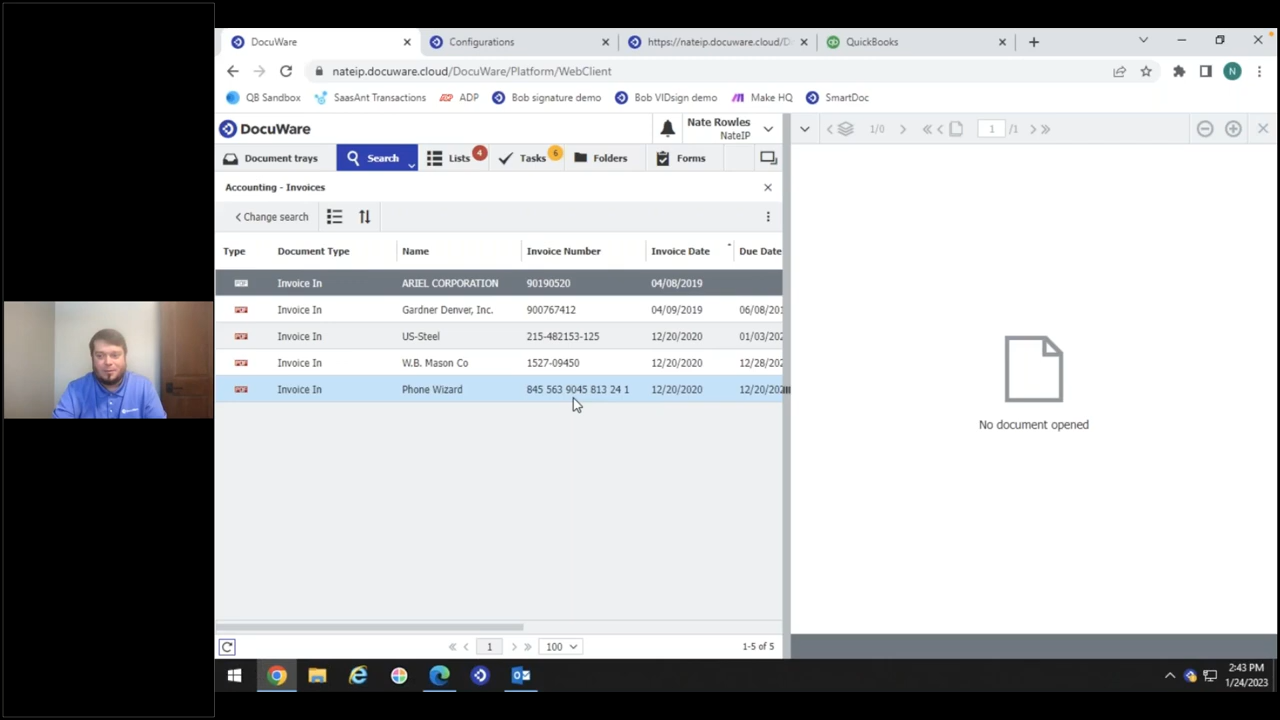 DocuWare
Configurations
https://nateip.docuware.cloud/D
QuickBooks
nateip.docuware.cloud/DocuWare/Platform/WebClient
N
QB Sandbox
SaasAnt Transactions
ADP
Bob signature demo
Bob VIDsign demo
Make HQ
SmartDoc
DocuWare
Nate Rowles
NateIP
1/0
1
/1
Document trays
Search
Lists 4
Tasks 6
Folders
Forms
Accounting - Invoices
Change search
Type Document Type Name Invoice Number Invoice Date Due Date
PDF Invoice In ARIEL CORPORATION 90190520 04/08/2019
PDF Invoice In Gardner Denver, Inc. 900767412 04/09/2019 06/08/201
PDF Invoice In US-Steel 215-482153-125 12/20/2020 01/03/202
PDF Invoice In W.B. Mason Co 1527-09450 12/20/2020 12/28/202
PDF Invoice In Phone Wizard 845 563 9045 813 24 1 12/20/2020 12/20/202
No document opened
1
100
1-5 of 5
2:43 PM
1/24/2023